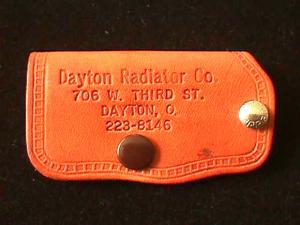 Dayton Radiator Co.
706 W. THIRD ST.
DAYTON, O.
223-8146